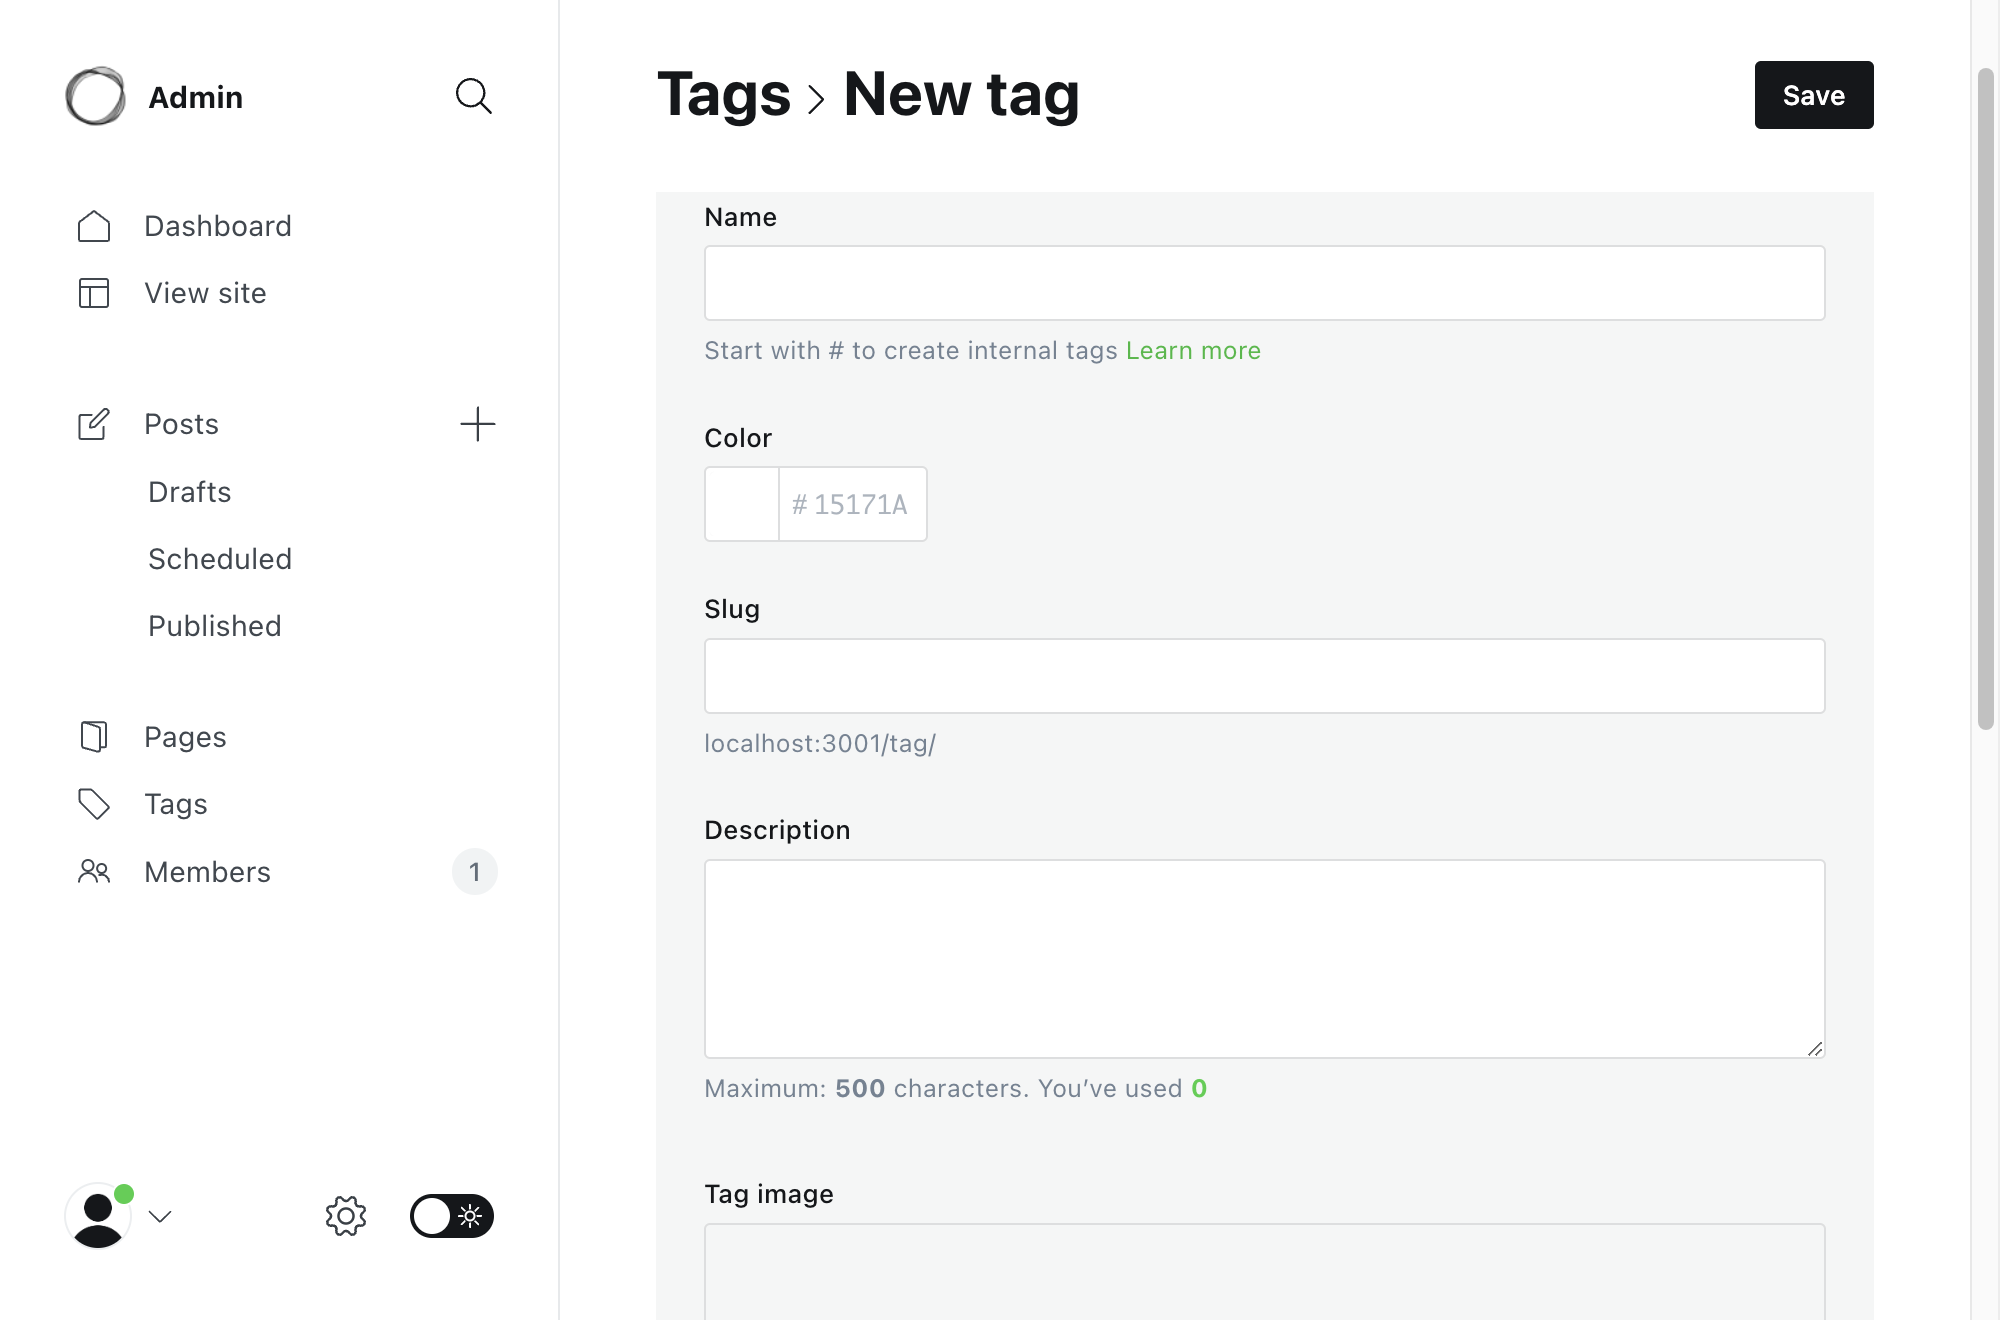 Admin
Dashboard
View site
Posts
Drafts
Scheduled
Published
Pages
Tags
Members 1
Tags > New tag
Save
Name
Start with # to create internal tags Learn more
Color
# 15171A
Slug
localhost:3001/tag/
Description
Maximum: 500 characters. You’ve used 0
Tag image